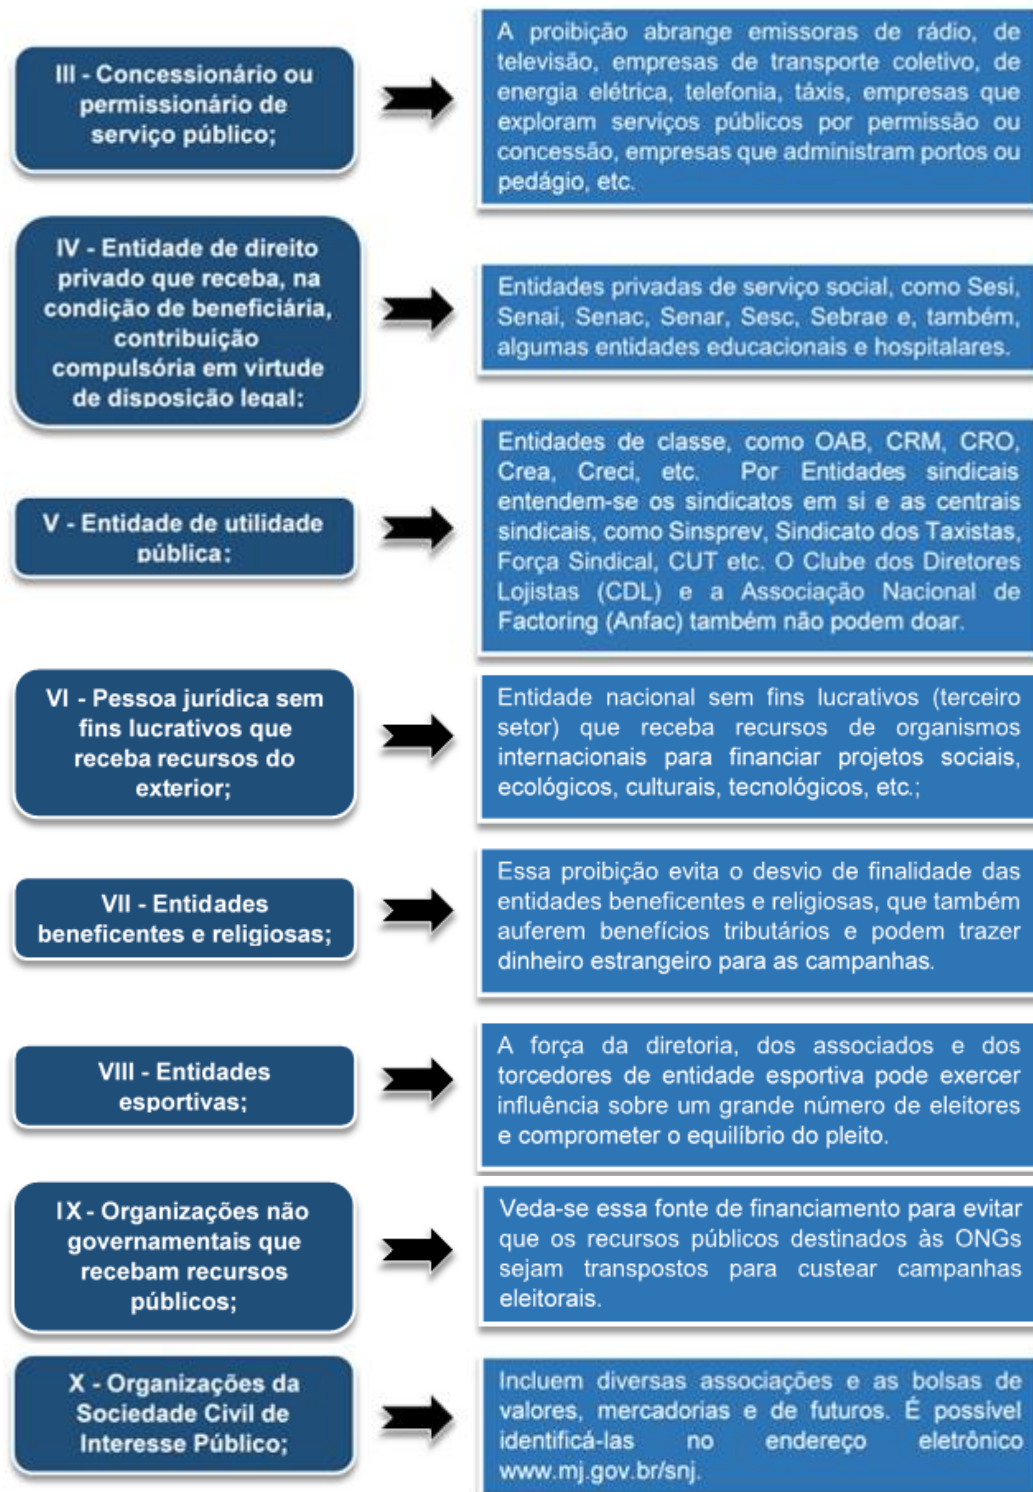 III - Concessionário ou
permissionário de
serviço público;
A proibição abrange emissoras de rádio, de
televisão, empresas de transporte coletivo, de
energia elétrica, telefonia, táxis, empresas que
exploram serviços públicos por permissão ou
concessão, empresas que administram portos ou
pedágio, etc.
IV - Entidade de direito
privado que receba, na
condição de beneficiária,
contribuição
compulsória em virtude
de disposição legal;
Entidades privadas de serviço social, como Sesi,
Senai, Senac, Senar, Sesc, Sebrae e, também,
algumas entidades educacionais e hospitalares.
V - Entidade de utilidade
pública;
Entidades de classe, como OAB, CRM, CRO,
Crea, Creci, etc. Por Entidades sindicais
entendem-se os sindicatos em si e as centrais
sindicais, como Sinsprev, Sindicato dos Taxistas,
Força Sindical, CUT etc. O Clube dos Diretores
Lojistas (CDL) e a Associação Nacional de
Factoring (Anfac) também não podem doar.
VI - Pessoa jurídica sem
fins lucrativos que
receba recursos do
exterior;
Entidade nacional sem fins lucrativos (terceiro
setor) que receba recursos de organismos
internacionais para financiar projetos sociais,
ecológicos, culturais, tecnológicos, etc.;
VII - Entidades
beneficentes e religiosas;
Essa proibição evita o desvio de finalidade das
entidades beneficentes e religiosas, que também
auferem benefícios tributários e podem trazer
dinheiro estrangeiro para as campanhas.
VIII - Entidades
esportivas;
A força da diretoria, dos associados e dos
torcedores de entidade esportiva pode exercer
influência sobre um grande número de eleitores
e comprometer o equilíbrio do pleito.
IX - Organizações não
governamentais que
recebam recursos
públicos;
Veda-se essa fonte de financiamento para evitar
que os recursos públicos destinados às ONGs
sejam transpostos para custear campanhas
eleitorais.
X - Organizações da
Sociedade Civil de
Interesse Público;
Incluem diversas associações e as bolsas de
valores, mercadorias e de futuros. É possível
identificá-las no endereço eletrônico
www.mj.gov.br/snj.